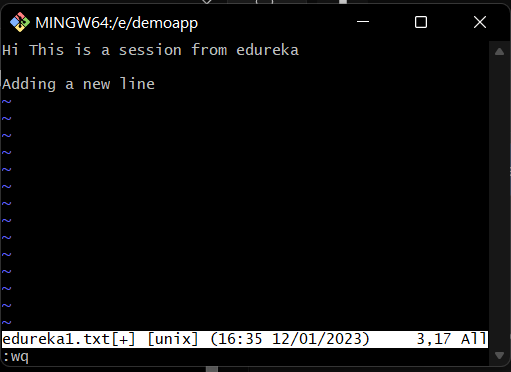 MINGW64:/e/demoapp
Hi This is a session from edureka

Adding a new line
~
~
~
~
~
~
~
~
~
~
~
~
~
~
edureka1.txt[+] [unix] (16:35 12/01/2023) 3,17 All
:wq